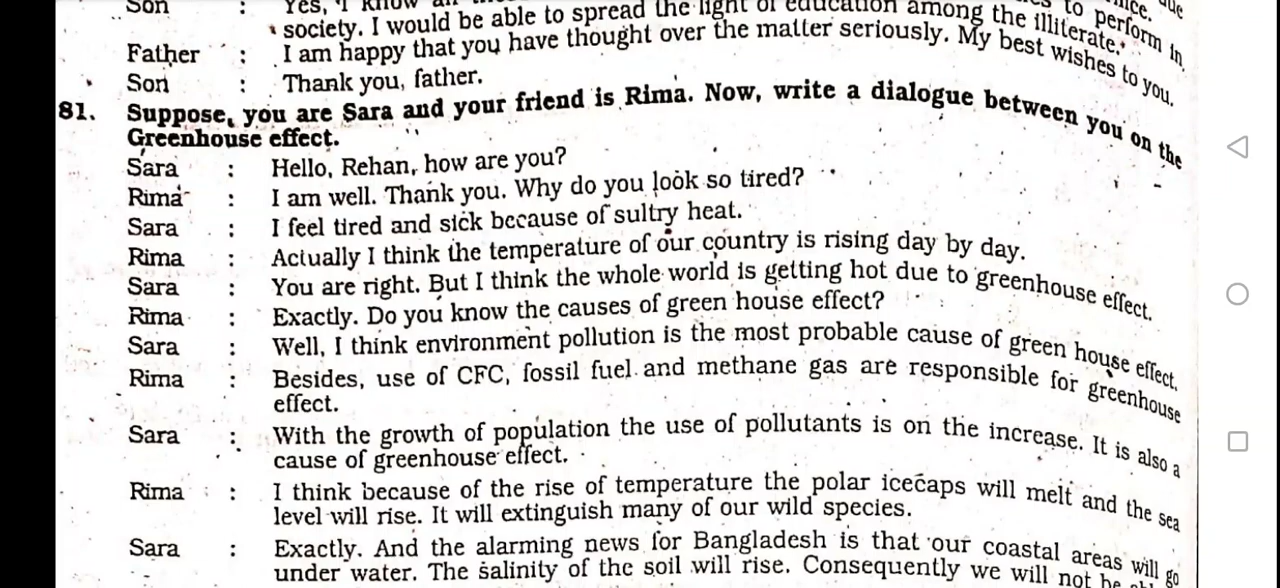 Son : Yes, I know
society. I would be able to spread the light of education among the illiterate. to perform in
Father : I am happy that you have thought over the matter seriously. My best wishes to you.
Son : Thank you, father.
81. Suppose, you are Sara and your friend is Rima. Now, write a dialogue between you on the
Greenhouse effect.
Sara : Hello, Rehan, how are you?
Rima : I am well. Thank you. Why do you look so tired?
Sara : I feel tired and sick because of sultry heat.
Rima : Actually I think the temperature of our country is rising day by day.
Sara : You are right. But I think the whole world is getting hot due to greenhouse effect.
Rima : Exactly. Do you know the causes of green house effect?
Sara : Well, I think environment pollution is the most probable cause of green house effect.
Rima : Besides, use of CFC, fossil fuel and methane gas are responsible for greenhouse
effect.
Sara : With the growth of population the use of pollutants is on the increase. It is also a
cause of greenhouse effect.
Rima : I think because of the rise of temperature the polar icecaps will melt and the sea
level will rise. It will extinguish many of our wild species.
Sara : Exactly. And the alarming news for Bangladesh is that our coastal areas will go
under water. The salinity of the soil will rise. Consequently we will not be